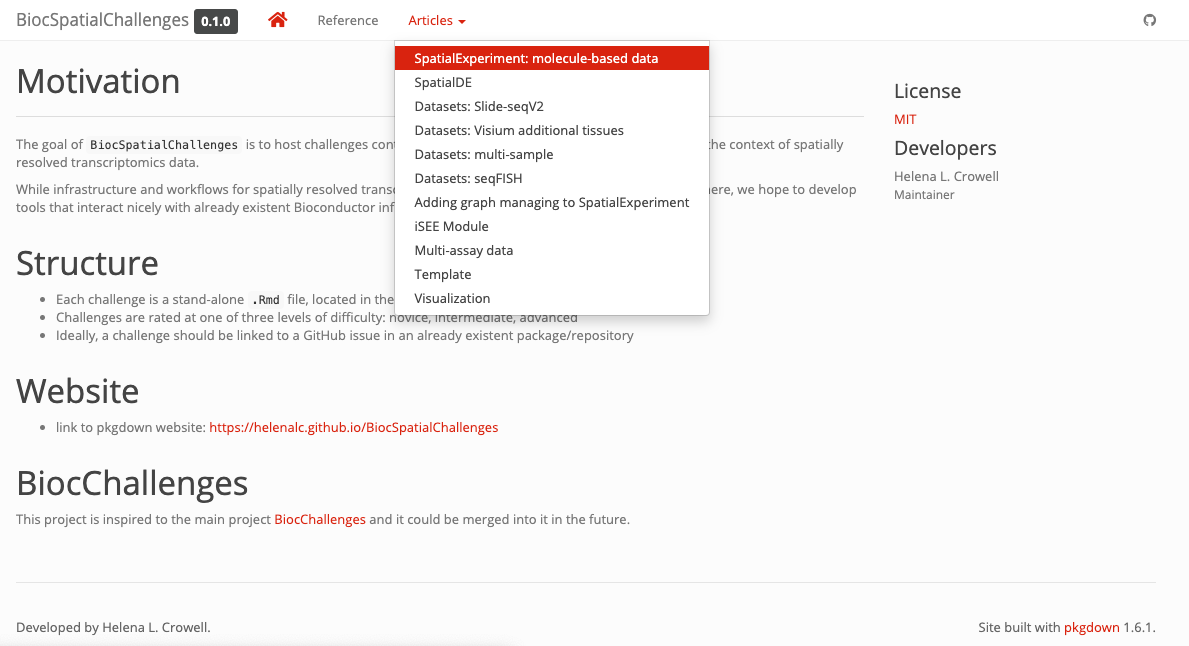 BiocSpatialChallenges 0.1.0 Reference Articles
SpatialExperiment: molecule-based data
SpatialDE
Datasets: Slide-seqV2
Datasets: Visium additional tissues
Datasets: multi-sample
Datasets: seqFISH
Adding graph managing to SpatialExperiment
iSEE Module
Multi-assay data
Template
Visualization
Motivation
The goal of BiocSpatialChallenges is to host challenges the context of spatially
resolved transcriptomics data.
While infrastructure and workflows for spatially resolved we hope to develop
tools that interact nicely with already existent Bioconductor
Structure
Each challenge is a stand-alone .Rmd file, located in the
Challenges are rated at one of three levels of difficulty: novice, intermediate, advanced
Ideally, a challenge should be linked to a GitHub issue in an already existent package/repository
Website
link to pkgdown website: https://helenalc.github.io/BiocSpatialChallenges
BiocChallenges
This project is inspired to the main project BiocChallenges and it could be merged into it in the future.
License
MIT
Developers
Helena L. Crowell
Maintainer
Developed by Helena L. Crowell.
Site built with pkgdown 1.6.1.